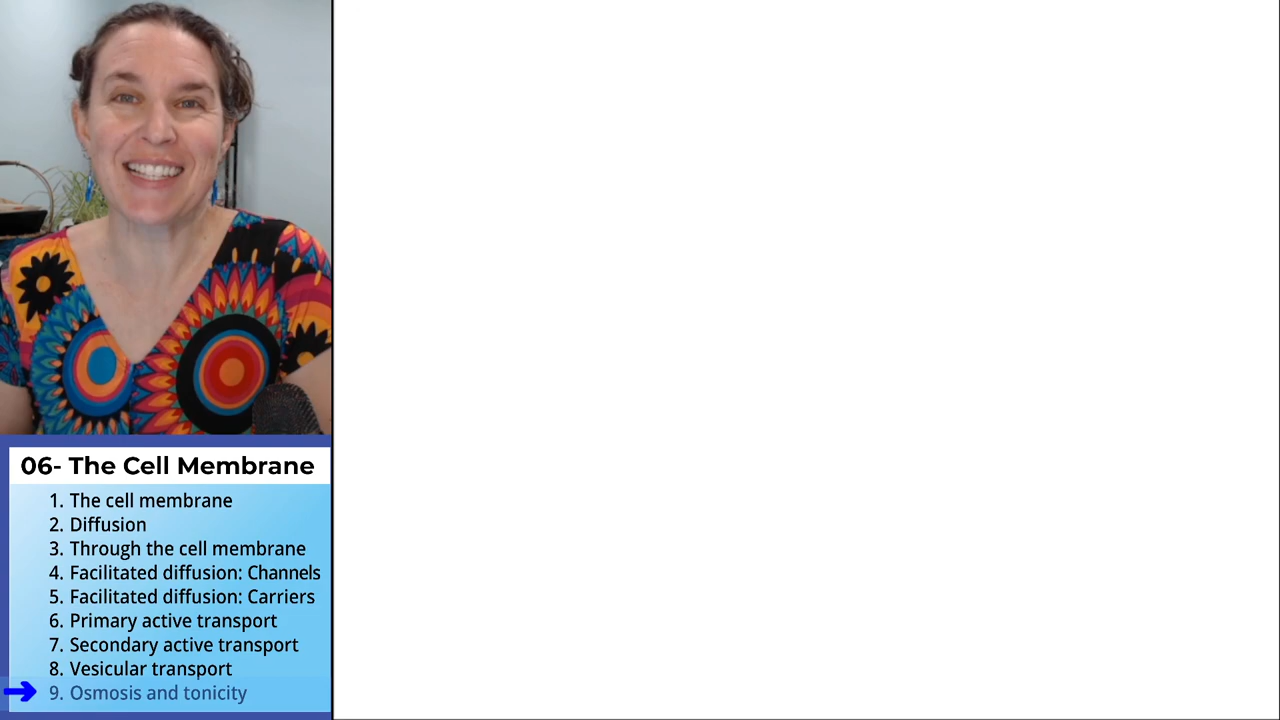 06- The Cell Membrane
1. The cell membrane
2. Diffusion
3. Through the cell membrane
4. Facilitated diffusion: Channels
5. Facilitated diffusion: Carriers
6. Primary active transport
7. Secondary active transport
8. Vesicular transport
9. Osmosis and tonicity